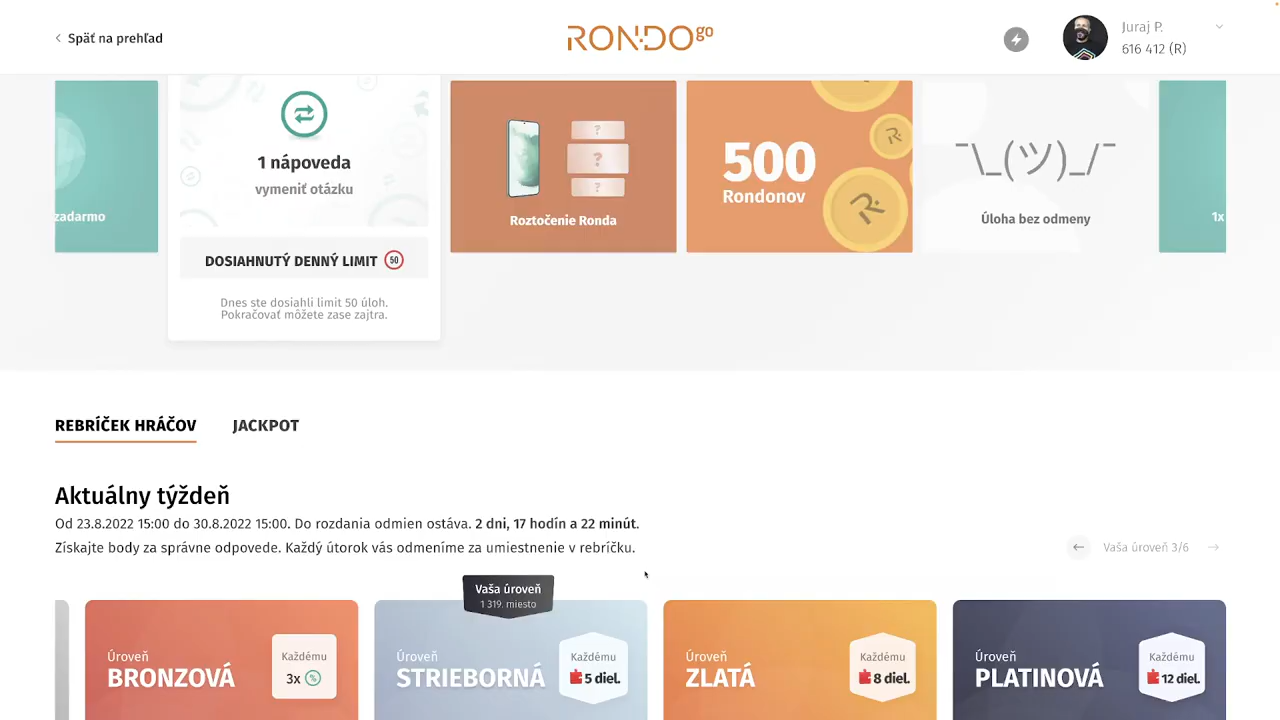 Späť na prehľad
RONDO go
Juraj P.
616 412 (R)
zadarmo
1 nápoveda
vymeniť otázku
DOSIAHNUTÝ DENNÝ LIMIT 50
Dnes ste dosiahli limit 50 úloh.
Pokračovať môžete zase zajtra.
?
?
?
Roztočenie Ronda
500
Rondonov
¯\_(ツ)_/¯
Úloha bez odmeny
1x
REBRÍČEK HRÁČOV
JACKPOT
Aktuálny týždeň
Od 23.8.2022 15:00 do 30.8.2022 15:00. Do rozdania odmien ostáva. 2 dni, 17 hodín a 22 minút.
Získajte body za správne odpovede. Každý útorok vás odmeníme za umiestnenie v rebríčku.
Vaša úroveň 3/6
Vaša úroveň
1 319. miesto
Úroveň
BRONZOVÁ
Každému
3x %
Úroveň
STRIEBORNÁ
Každému
5 diel.
Úroveň
ZLATÁ
Každému
8 diel.
Úroveň
PLATINOVÁ
Každému
12 diel.